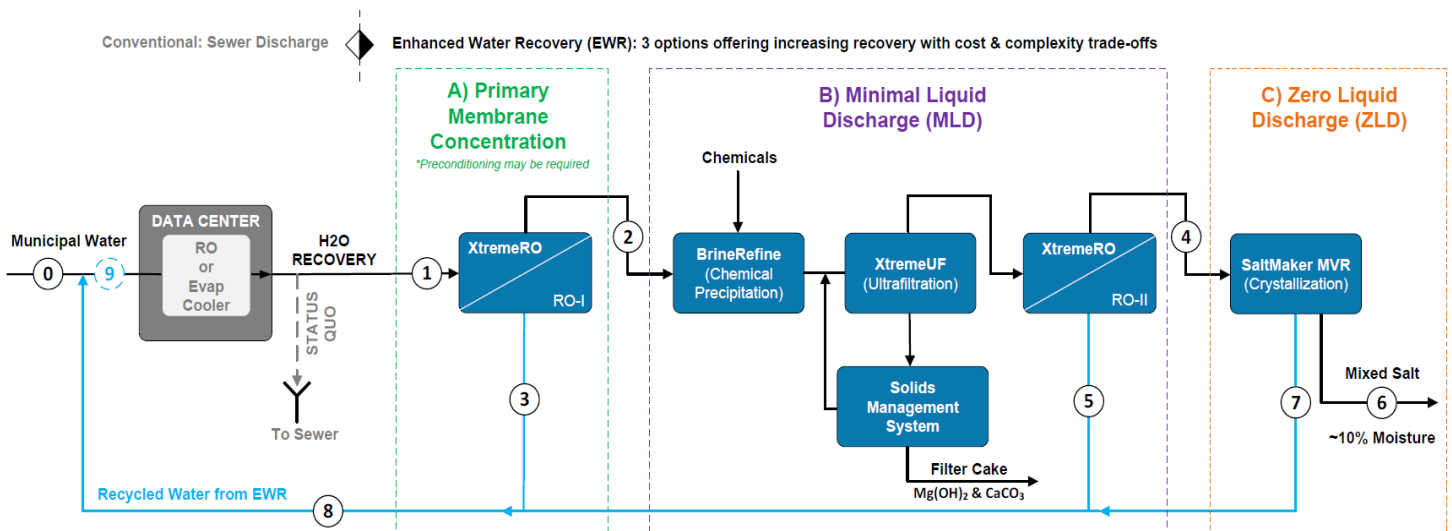 Conventional: Sewer Discharge
Enhanced Water Recovery (EWR): 3 options offering increasing recovery with cost & complexity trade-offs
A) Primary
Membrane
Concentration
*Preconditioning may be required
B) Minimal Liquid
Discharge (MLD)
C) Zero Liquid
Discharge (ZLD)
Chemicals
Municipal Water
0
9
DATA CENTER
RO
or
Evap
Cooler
H2O
RECOVERY
STATUS
QUO
To Sewer
1
XtremeRO
RO-I
2
BrineRefine
(Chemical
Precipitation)
XtremeUF
(Ultrafiltration)
XtremeRO
RO-II
4
SaltMaker MVR
(Crystallization)
3
Solids
Management
System
5
7
Mixed Salt
6
~10% Moisture
Filter Cake
Mg(OH)₂ & CaCO₃
Recycled Water from EWR
8